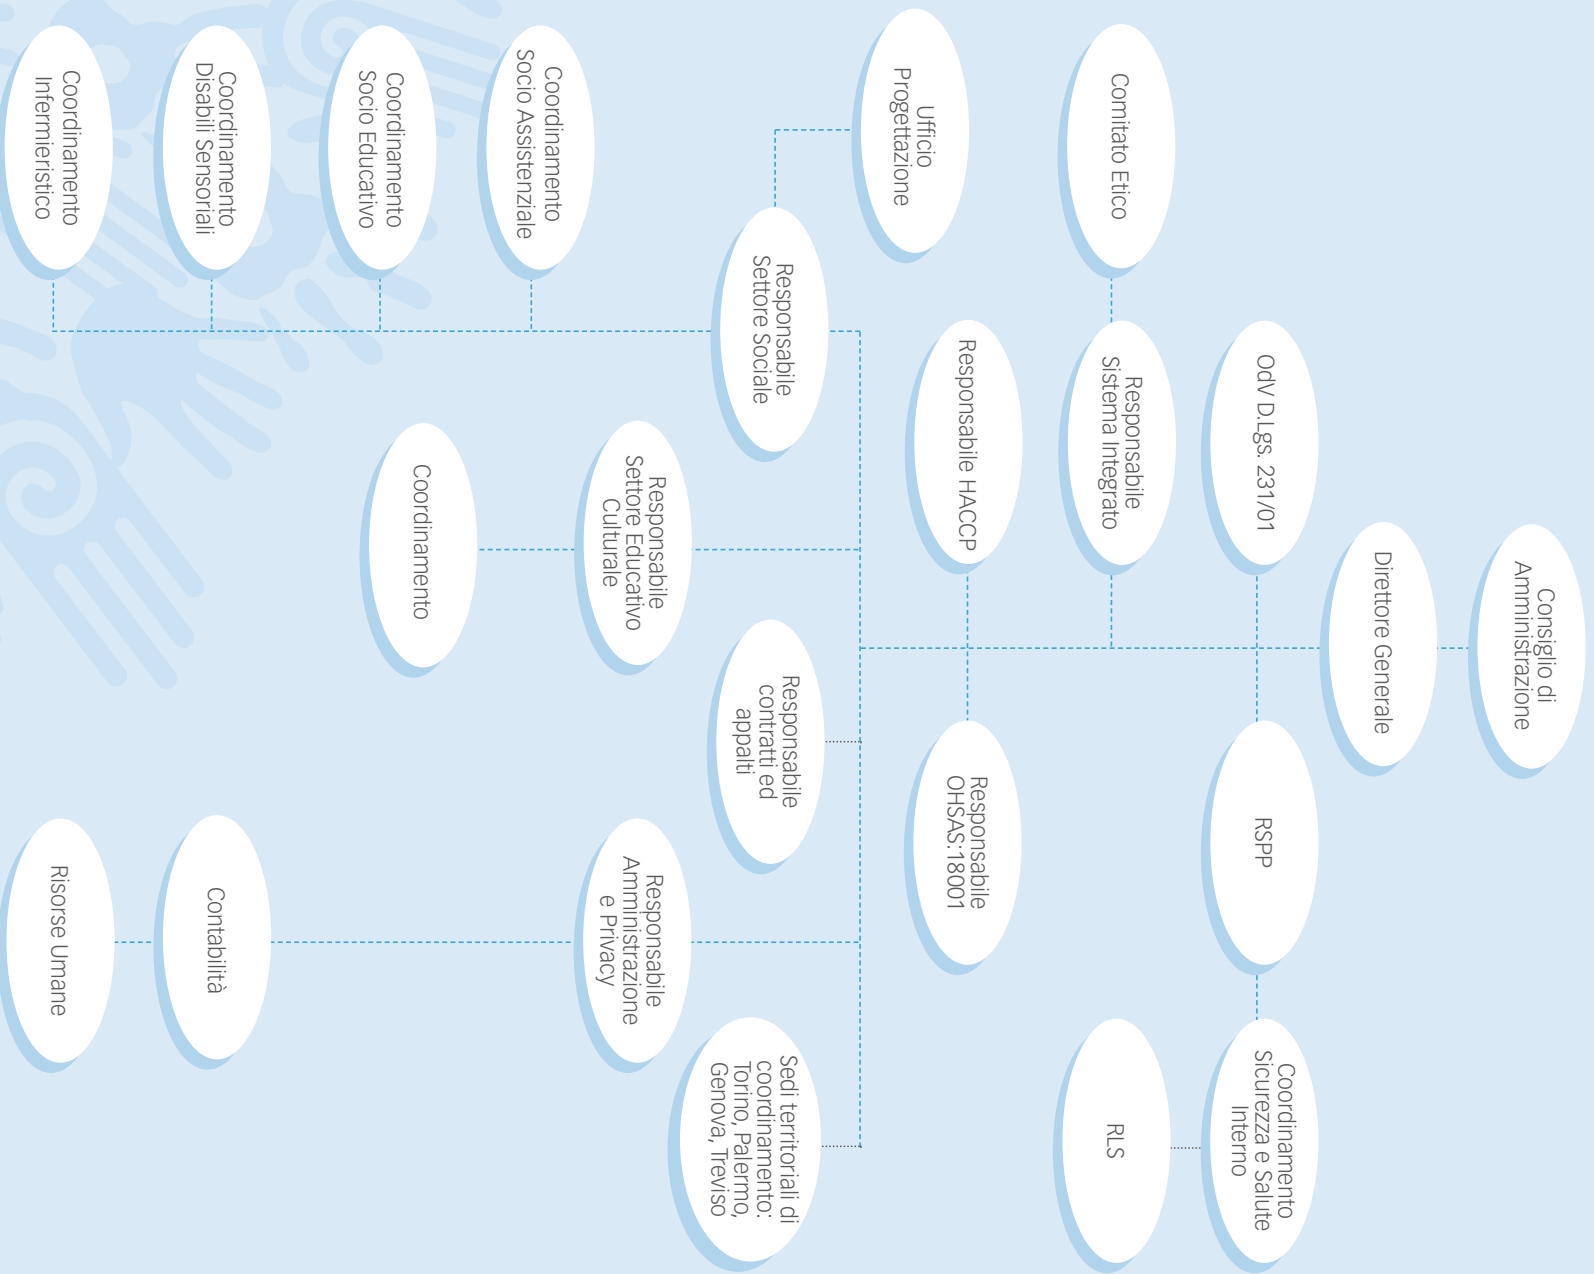 Consiglio di
Amministrazione
Direttore Generale
OdV D.Lgs. 231/01
RSPP
Coordinamento
Sicurezza e Salute
Interno
Comitato Etico
Responsabile
Sistema Integrato
RLS
Ufficio
Progettazione
Responsabile HACCP
Responsabile
OHSAS:18001
Responsabile
Settore Sociale
Responsabile
contratti ed
appalti
Sedi territoriali di
coordinamento:
Torino, Palermo,
Genova, Treviso
Responsabile
Settore Educativo
Culturale
Responsabile
Amministrazione
e Privacy
Coordinamento
Socio Assistenziale
Coordinamento
Coordinamento
Socio Educativo
Coordinamento
Disabili Sensoriali
Contabilità
Coordinamento
Infermieristico
Risorse Umane